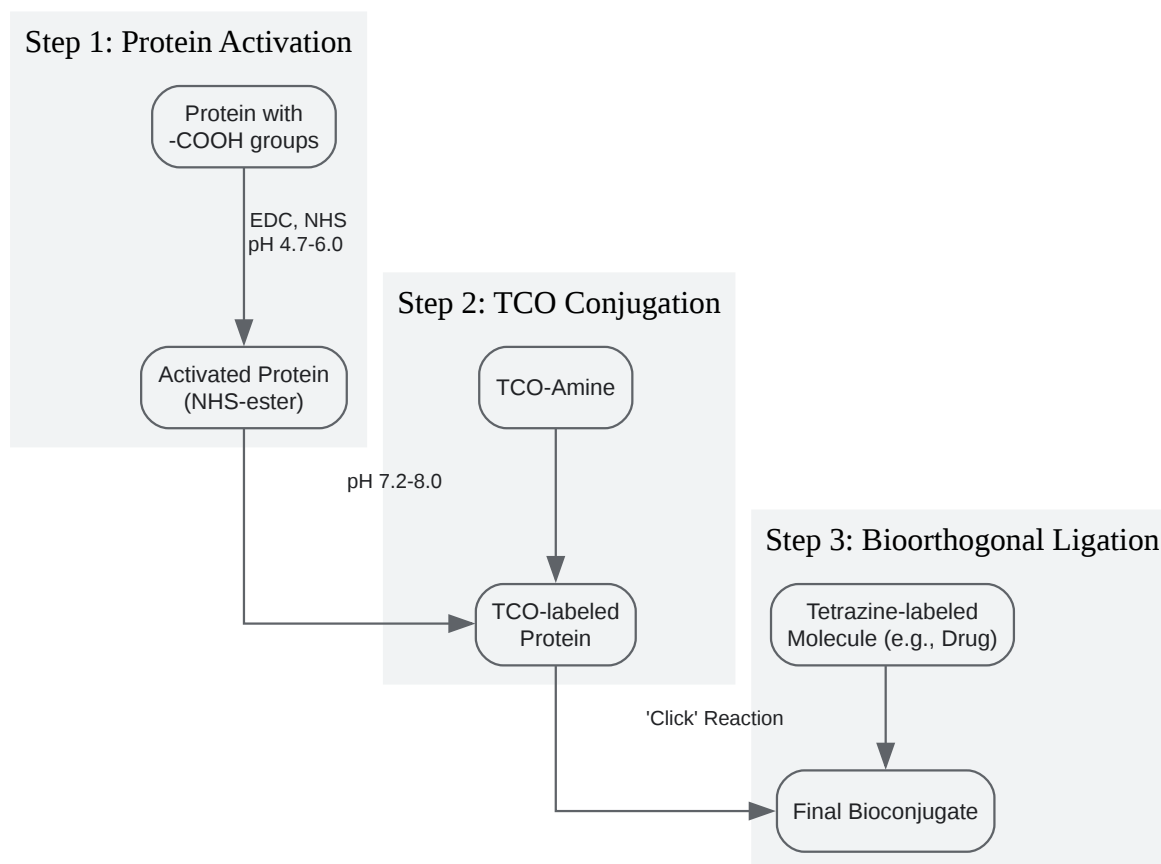 Step 1: Protein Activation
Protein with
-COOH groups
EDC, NHS
pH 4.7-6.0
Activated Protein
(NHS-ester)
Step 2: TCO Conjugation
TCO-Amine
pH 7.2-8.0
TCO-labeled
Protein
Step 3: Bioorthogonal Ligation
Tetrazine-labeled
Molecule (e.g., Drug)
'Click' Reaction
Final Bioconjugate